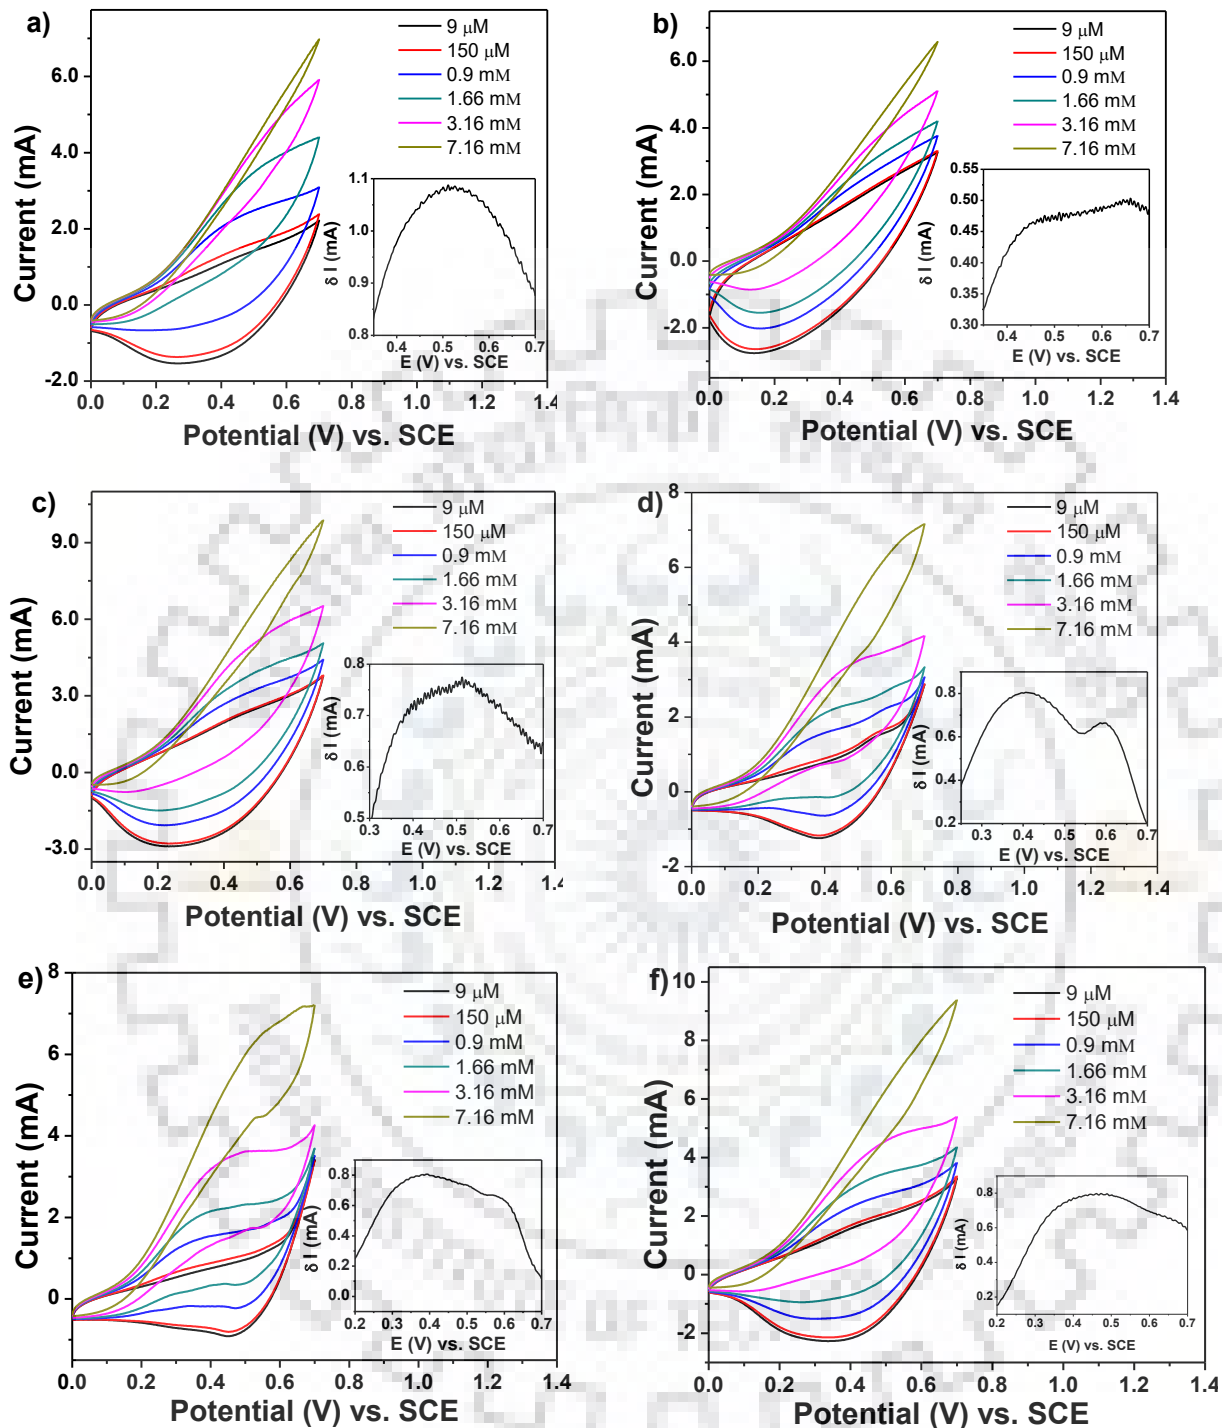 a)
9 μM
150 μM
0.9 mM
1.66 mM
3.16 mM
7.16 mM
Current (mA)
6.0
4.0
2.0
0.0
-2.0
0.0 0.2 0.4 0.6 0.8 1.0 1.2 1.4
Potential (V) vs. SCE
δ I (mA)
1.1
1.0
0.9
0.8
0.4 0.5 0.6 0.7
E (V) vs. SCE
b)
9 μM
150 μM
0.9 mM
1.66 mM
3.16 mM
7.16 mM
Current (mA)
6.0
4.0
2.0
0.0
-2.0
0.0 0.2 0.4 0.6 0.8 1.0 1.2 1.4
Potential (V) vs. SCE
δ I (mA)
0.55
0.50
0.45
0.40
0.35
0.30
0.4 0.5 0.6 0.7
E (V) vs. SCE
c)
9 μM
150 μM
0.9 mM
1.66 mM
3.16 mM
7.16 mM
Current (mA)
9.0
6.0
3.0
0.0
-3.0
0.0 0.2 0.4 0.6 0.8 1.0 1.2 1.4
Potential (V) vs. SCE
δ I (mA)
0.8
0.7
0.6
0.5
0.3 0.4 0.5 0.6 0.7
E (V) vs. SCE
d)
9 μM
150 μM
0.9 mM
1.66 mM
3.16 mM
7.16 mM
Current (mA)
8
6
4
2
0
-2
0.0 0.2 0.4 0.6 0.8 1.0 1.2 1.4
Potential (V) vs. SCE
δ I (mA)
0.8
0.6
0.4
0.2
0.3 0.4 0.5 0.6 0.7
E (V) vs. SCE
e)
9 μM
150 μM
0.9 mM
1.66 mM
3.16 mM
7.16 mM
Current (mA)
8
6
4
2
0
0.0 0.2 0.4 0.6 0.8 1.0 1.2 1.4
Potential (V) vs. SCE
δ I (mA)
0.8
0.6
0.4
0.2
0.0
0.2 0.3 0.4 0.5 0.6 0.7
E (V) vs. SCE
f)
9 μM
150 μM
0.9 mM
1.66 mM
3.16 mM
7.16 mM
Current (mA)
10
8
6
4
2
0
-2
0.0 0.2 0.4 0.6 0.8 1.0 1.2 1.4
Potential (V) vs. SCE
δ I (mA)
0.8
0.6
0.4
0.2
0.2 0.3 0.4 0.5 0.6 0.7
E (V) vs. SCE